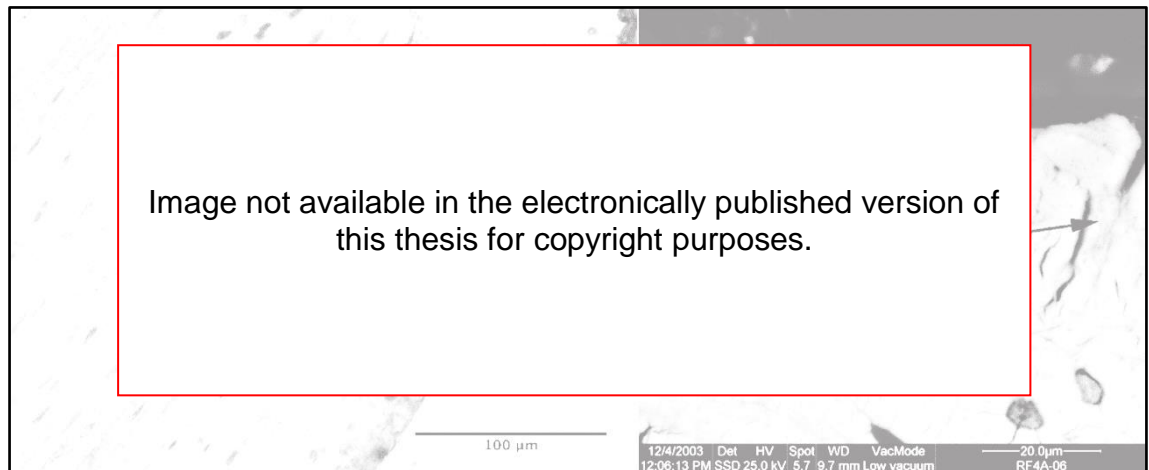 Image not available in the electronically published version of
this thesis for copyright purposes.
100 µm
12/4/2003 Det HV Spot WD VacMode 20.0µm
12:06:13 PM SSD 25.0 kV 5.7 9.7 mm Low vacuum RF4A-06